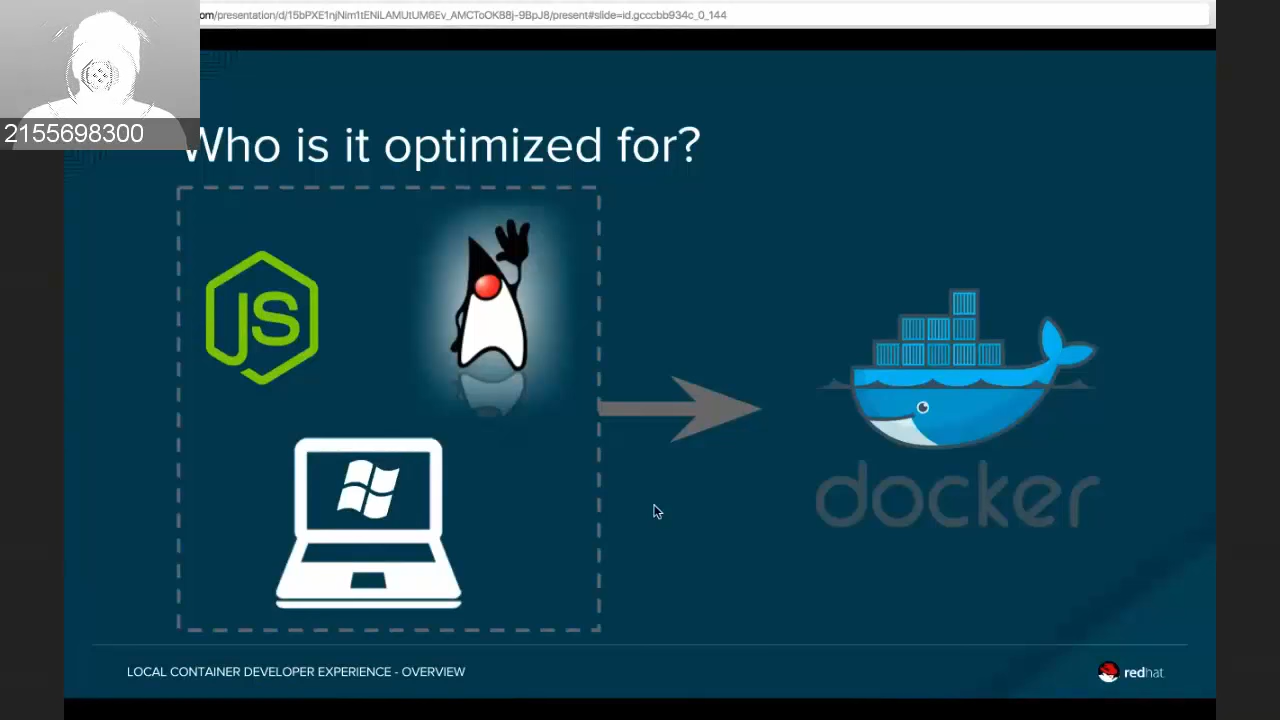 om/presentation/d/15bPXE1njNim1tENiLAMUtUM6Ev_AMCToOK88j-9BpJ8/present#slide=id.gcccbb934c_0_144
2155698300
Who is it optimized for?
JS
docker
LOCAL CONTAINER DEVELOPER EXPERIENCE - OVERVIEW
redhat